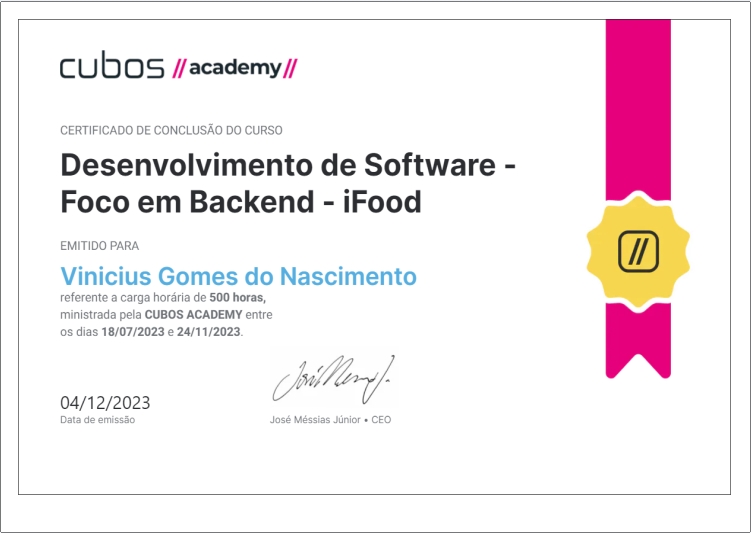 cubos //academy//
CERTIFICADO DE CONCLUSÃO DO CURSO
Desenvolvimento de Software -
Foco em Backend - iFood
EMITIDO PARA
Vinicius Gomes do Nascimento
referente a carga horária de 500 horas,
ministrada pela CUBOS ACADEMY entre
os dias 18/07/2023 e 24/11/2023.
04/12/2023
Data de emissão
José Méssias Júnior • CEO
//